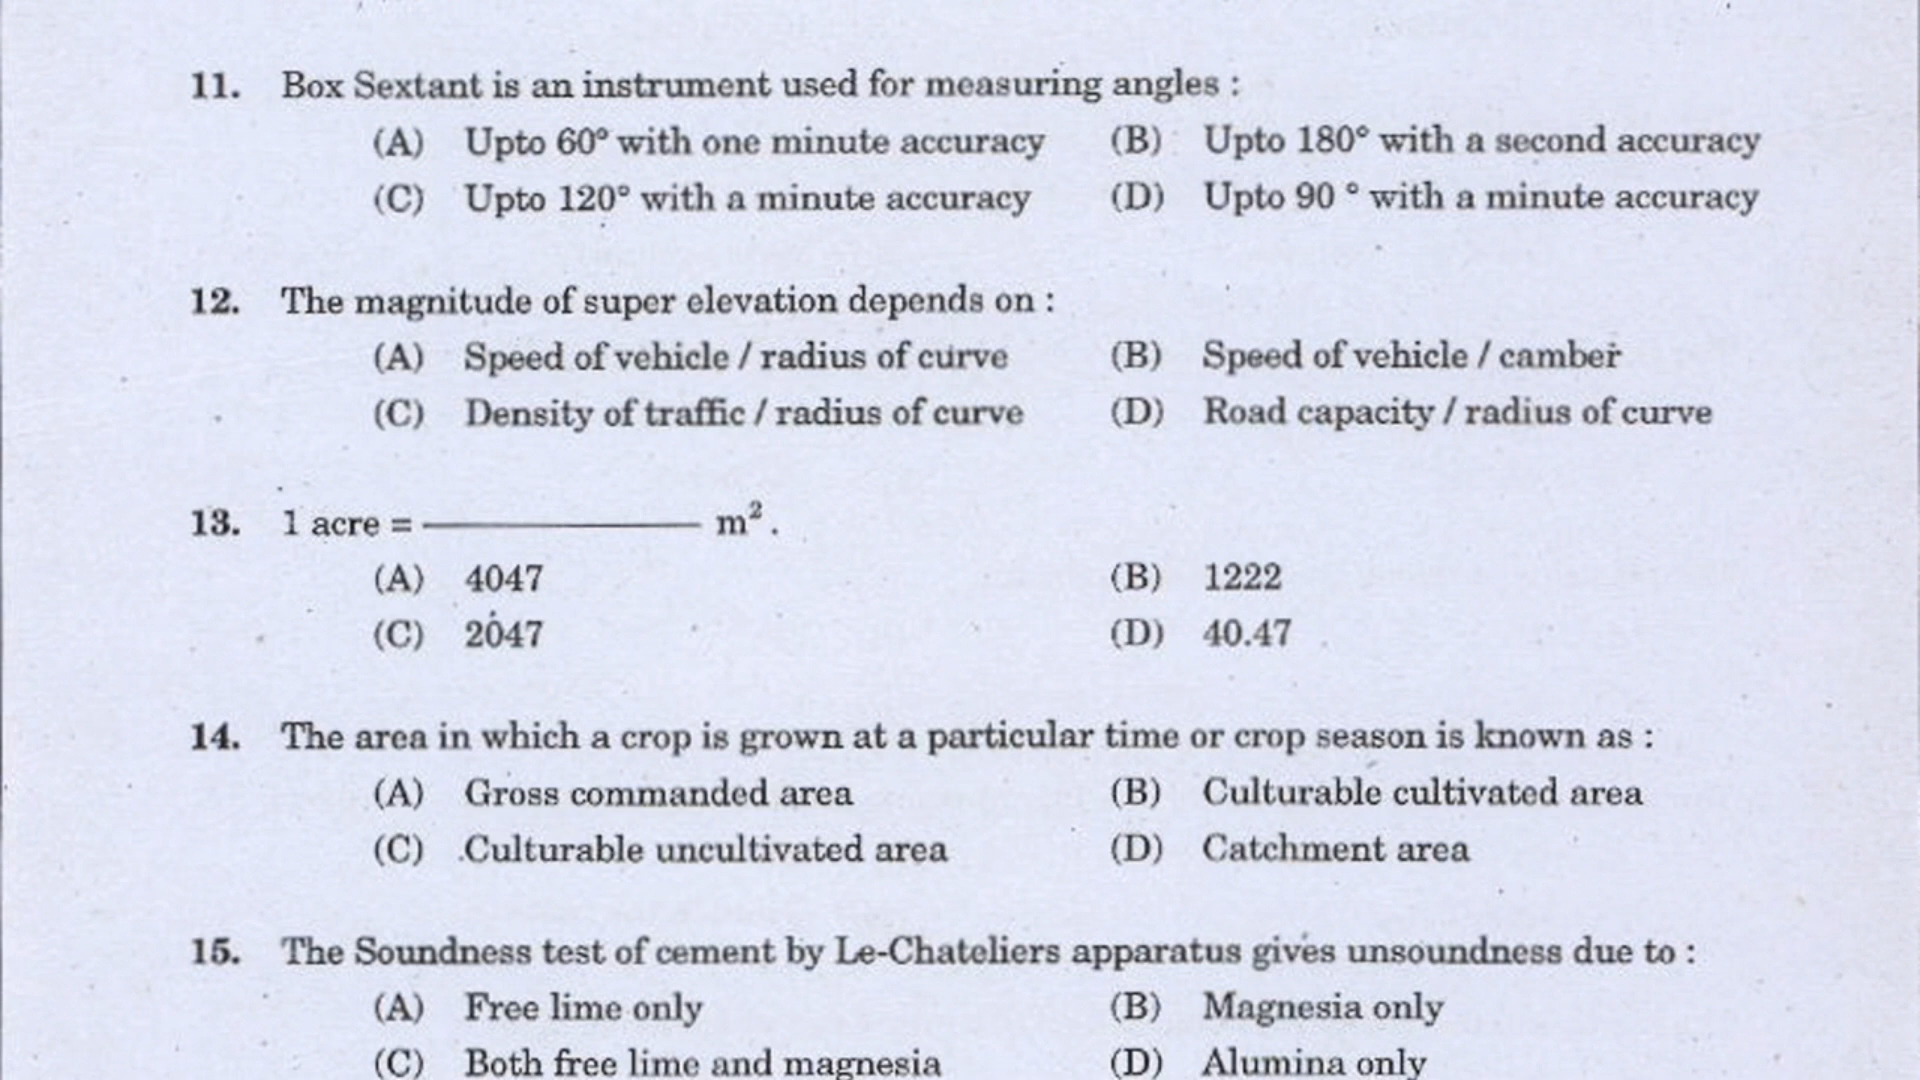 11. Box Sextant is an instrument used for measuring angles :
(A) Upto 60° with one minute accuracy (B) Upto 180° with a second accuracy
(C) Upto 120° with a minute accuracy (D) Upto 90 ° with a minute accuracy
12. The magnitude of super elevation depends on :
(A) Speed of vehicle / radius of curve (B) Speed of vehicle / camber
(C) Density of traffic / radius of curve (D) Road capacity / radius of curve
13. 1 acre = ———————— m².
(A) 4047 (B) 1222
(C) 2047 (D) 40.47
14. The area in which a crop is grown at a particular time or crop season is known as :
(A) Gross commanded area (B) Culturable cultivated area
(C) Culturable uncultivated area (D) Catchment area
15. The Soundness test of cement by Le-Chateliers apparatus gives unsoundness due to :
(A) Free lime only (B) Magnesia only
(C) Both free lime and magnesia (D) Alumina only